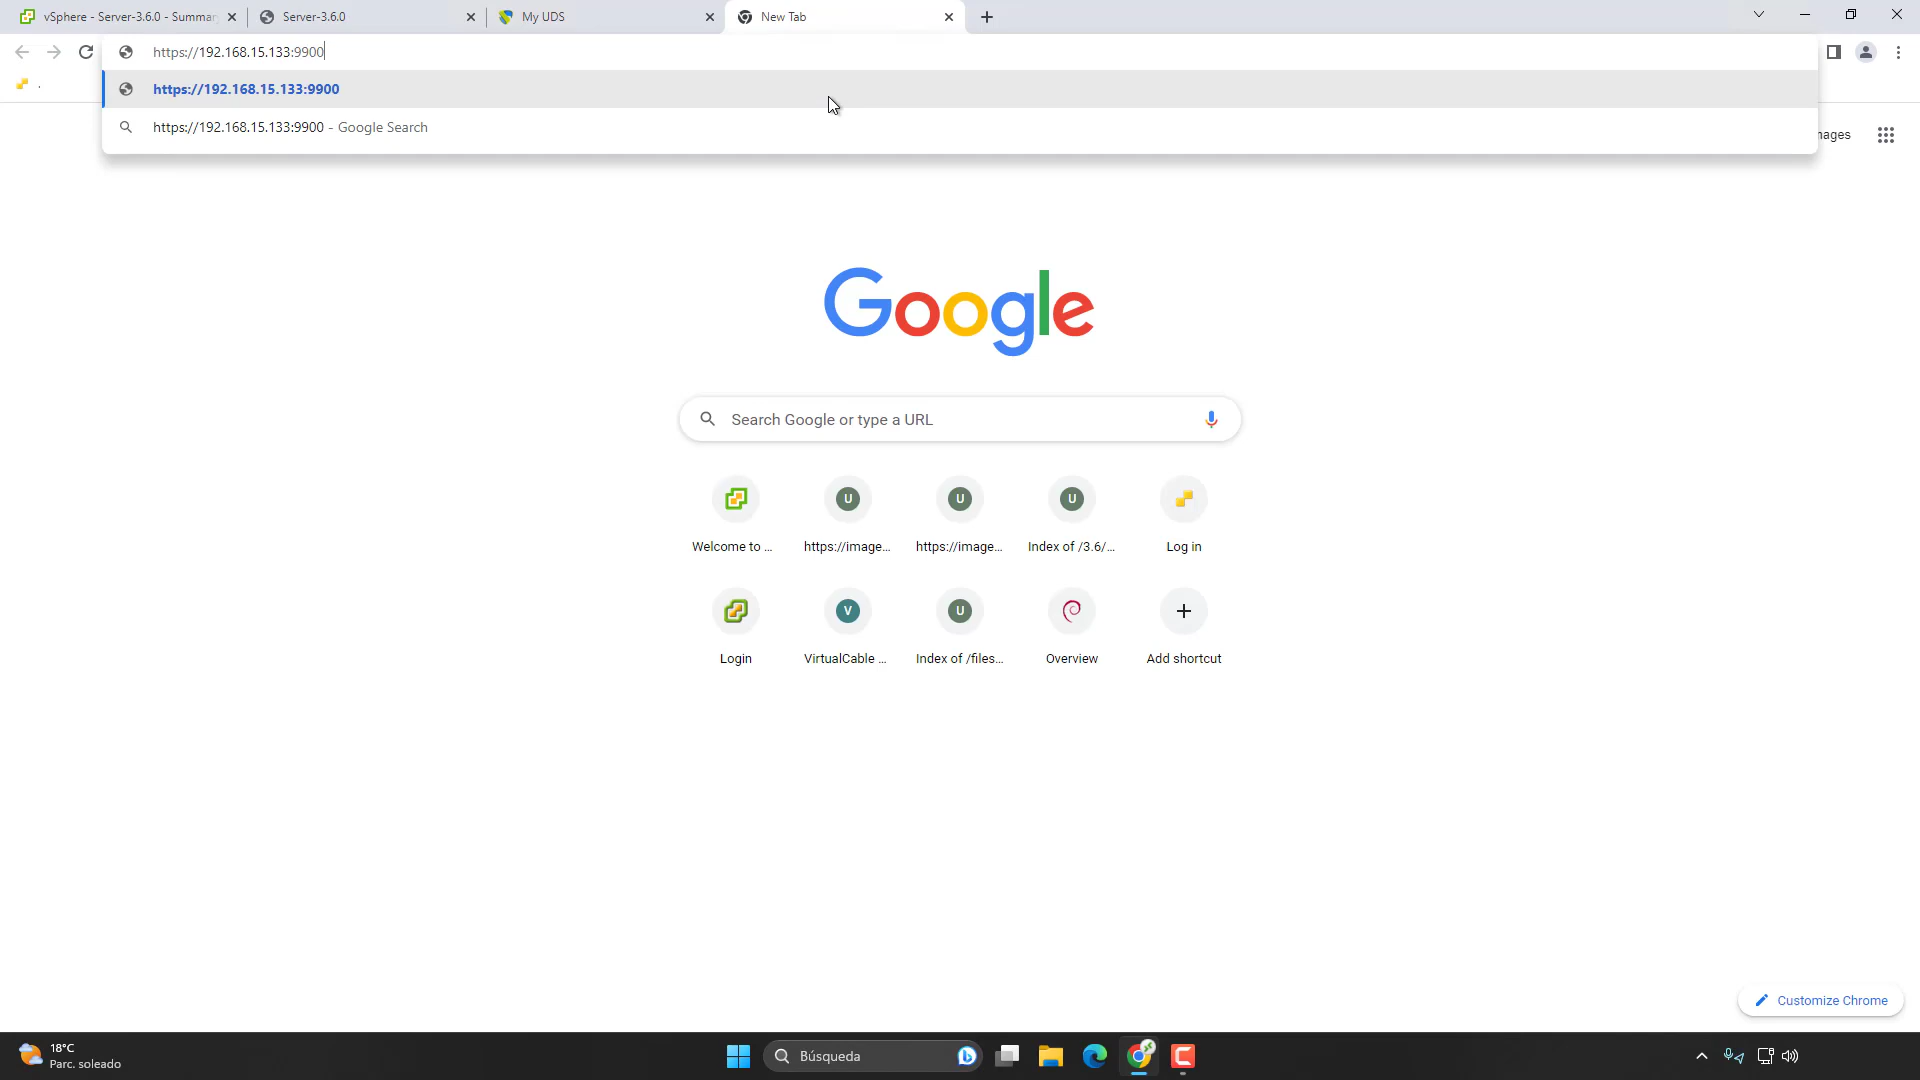 vSphere - Server-3.6.0 - Summar
Server-3.6.0
My UDS
New Tab
https://192.168.15.133:9900
.
https://192.168.15.133:9900
https://192.168.15.133:9900 - Google Search
mages
Google
Search Google or type a URL
U
U
U
Welcome to ...
https://image...
https://image...
Index of /3.6/...
Log in
V
U
Login
VirtualCable ...
Index of /files...
Overview
Add shortcut
Customize Chrome
18°C
Parc. soleado
Búsqueda